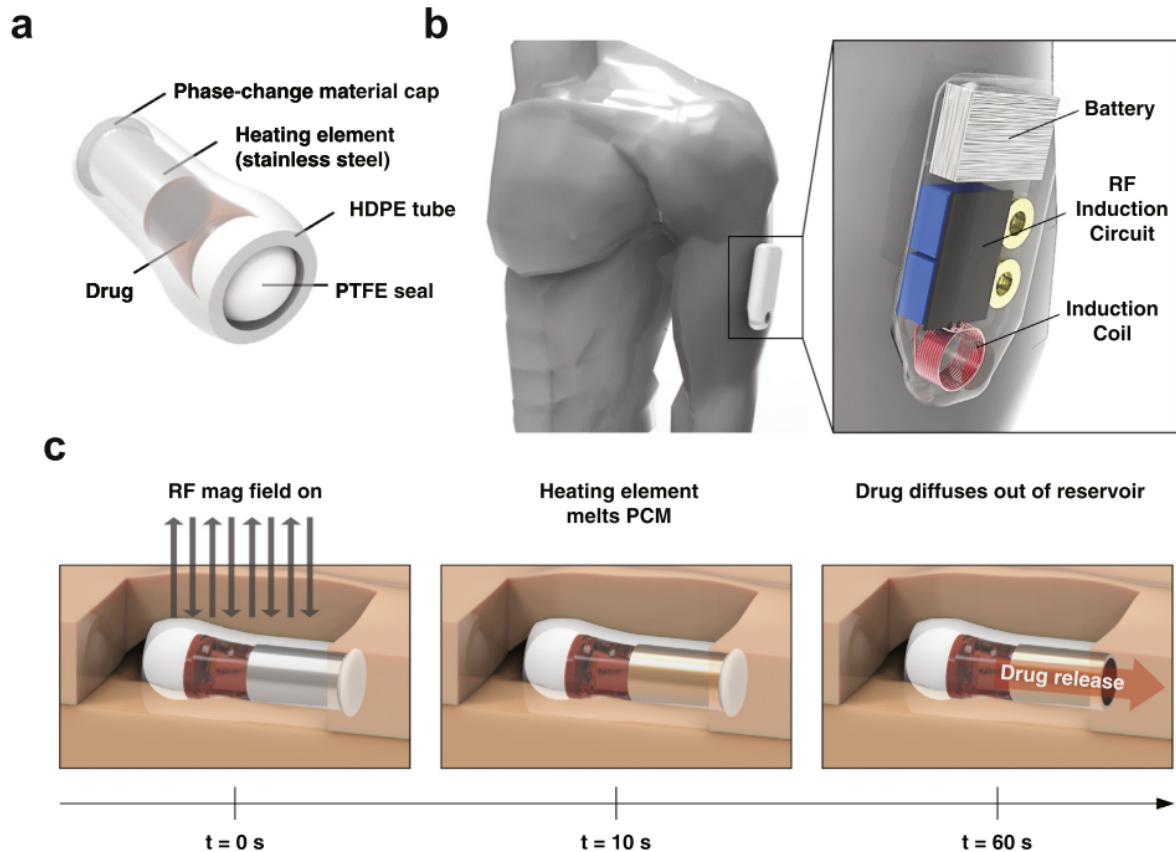 a
Phase-change material cap
Heating element
(stainless steel)
HDPE tube
Drug
PTFE seal
b
Battery
RF
Induction
Circuit
Induction
Coil
c
RF mag field on
Heating element
melts PCM
Drug diffuses out of reservoir
Drug release
t = 0 s
t = 10 s
t = 60 s